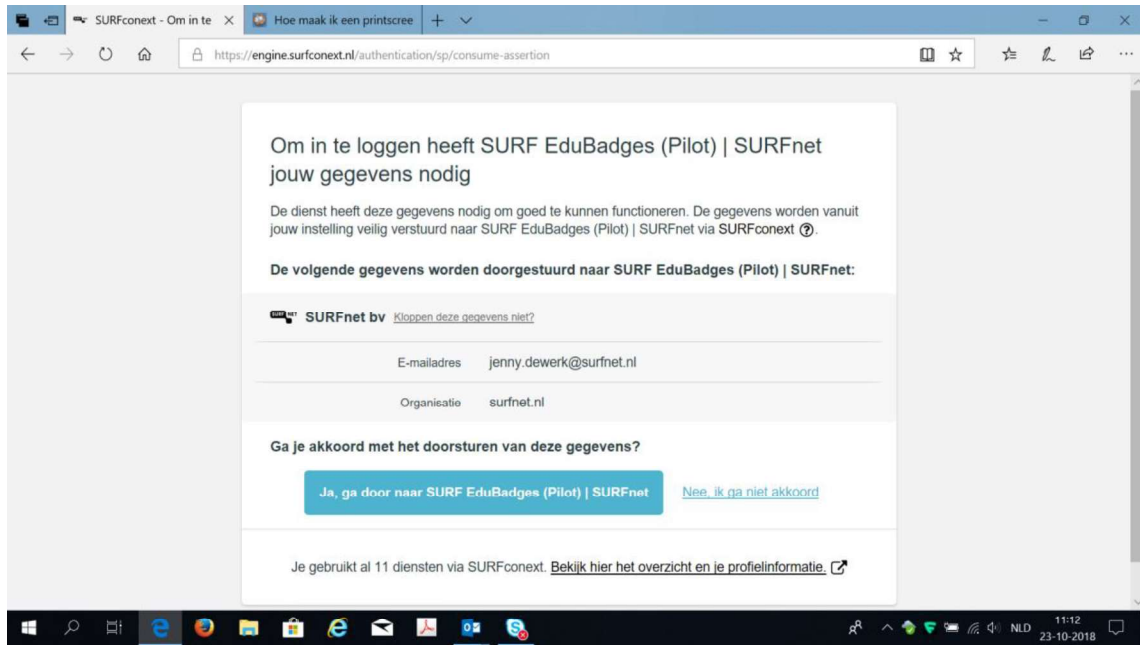 SURFconext - Om in te
Hoe maak ik een printscree
https://engine.surfconext.nl/authentication/sp/consume-assertion
Om in te loggen heeft SURF EduBadges (Pilot) | SURFnet
jouw gegevens nodig
De dienst heeft deze gegevens nodig om goed te kunnen functioneren. De gegevens worden vanuit
jouw instelling veilig verstuurd naar SURF EduBadges (Pilot) | SURFnet via SURFconext ?.
De volgende gegevens worden doorgestuurd naar SURF EduBadges (Pilot) | SURFnet:
SURFnet bv Kloppen deze gegevens niet?
E-mailadres jenny.dewerk@surfnet.nl
Organisatie surfnet.nl
Ga je akkoord met het doorsturen van deze gegevens?
Ja, ga door naar SURF EduBadges (Pilot) | SURFnet Nee, ik ga niet akkoord
Je gebruikt al 11 diensten via SURFconext. Bekijk hier het overzicht en je profielinformatie.
NLD 11:12
23-10-2018